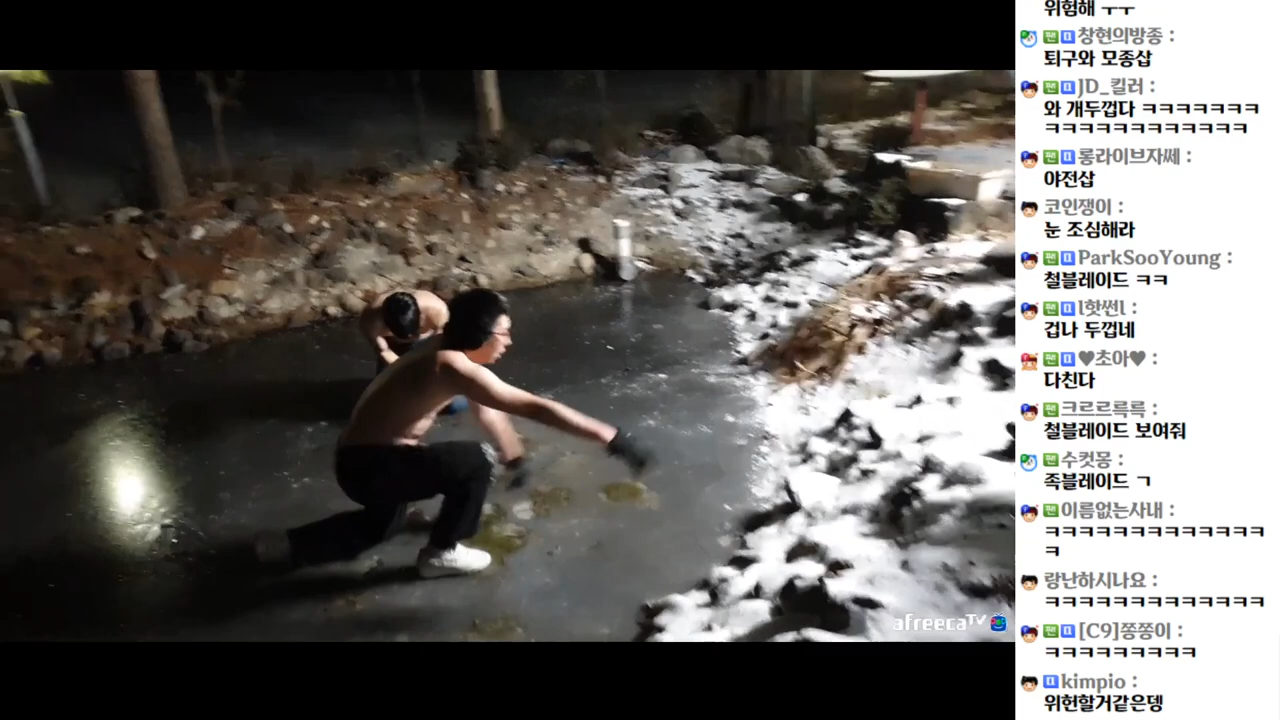 위험해 ㅜㅜ
창현의방종 :
퇴구와 모종삽
JD_킬러 :
와 개두껍다 ㅋㅋㅋㅋㅋㅋㅋ
ㅋㅋㅋㅋㅋㅋㅋㅋㅋㅋㅋㅋ
롱라이브자쎄 :
야전삽
코인쟁이 :
눈 조심해라
ParkSooYoung :
철블레이드 ㅋㅋ
l핫썬l :
겁나 두껍네
♥초아♥ :
다친다
크르르륵륵 :
철블레이드 보여줘
수컷몽 :
족블레이드 ㄱ
이름없는사내 :
ㅋㅋㅋㅋㅋㅋㅋㅋㅋㅋㅋㅋㅋ
ㅋ
랑난하시나요 :
ㅋㅋㅋㅋㅋㅋㅋㅋㅋㅋㅋㅋㅋ
[C9]쫑쫑이 :
ㅋㅋㅋㅋㅋㅋㅋㅋㅋ
kimpio :
위헌할거같은뎅
afreecaTV